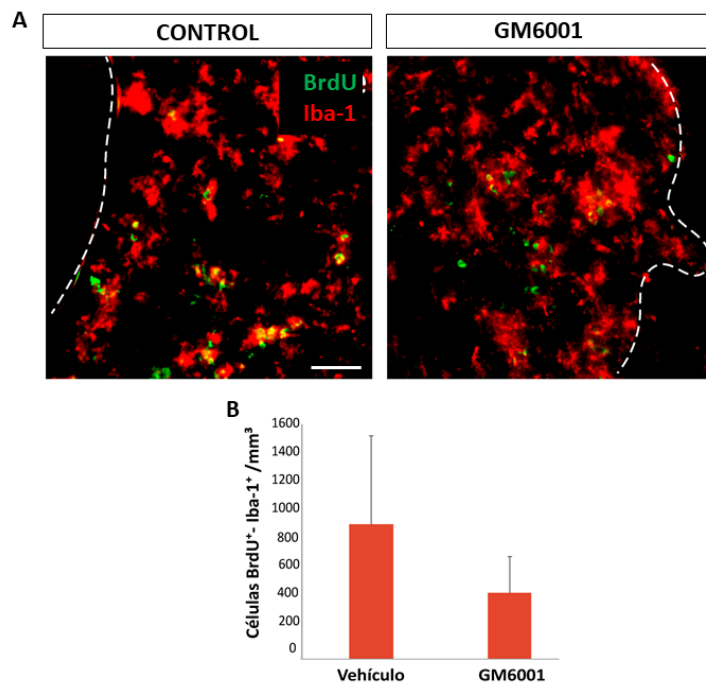 A
CONTROL
GM6001
BrdU
Iba-1
B
Células BrdU⁺- Iba-1⁺ /mm³
1600
1400
1200
1000
800
600
400
200
0
Vehículo
GM6001